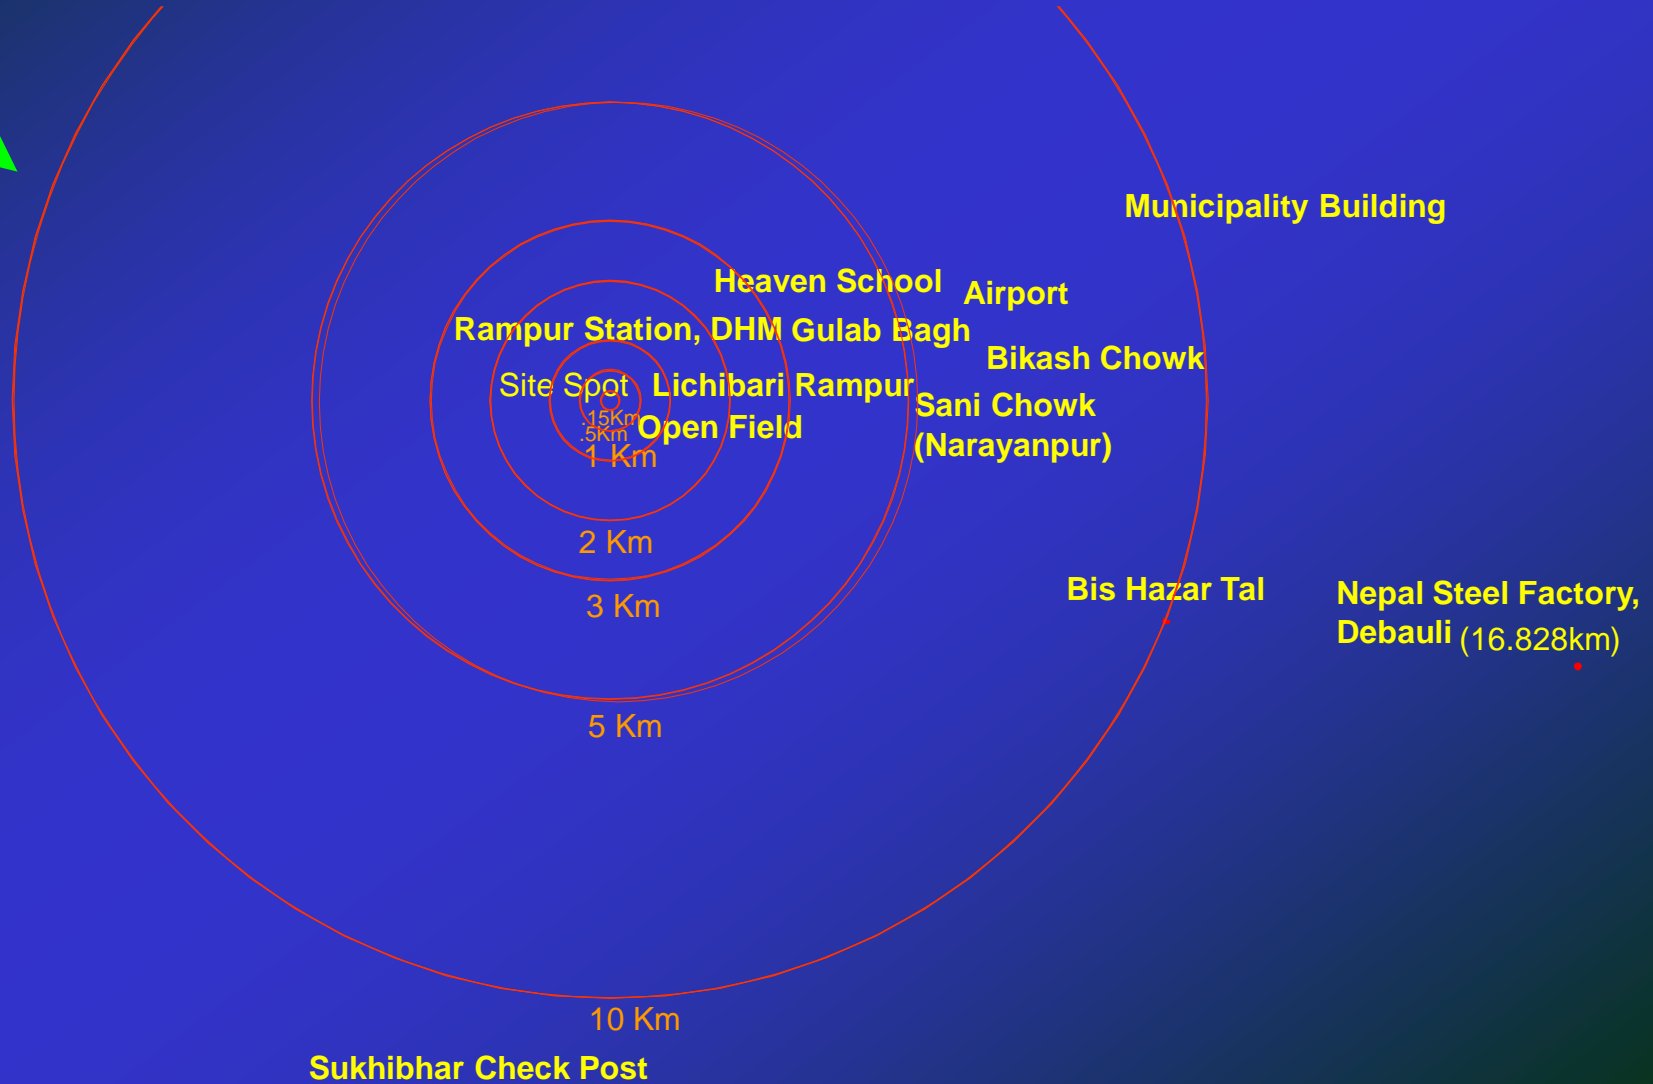 Municipality Building
Heaven School
Airport
Rampur Station, DHM
Gulab Bagh
Bikash Chowk
Site Spot
Lichibari Rampur
Sani Chowk
(Narayanpur)
.15Km
Open Field
.5Km
1 Km
2 Km
3 Km
Bis Hazar Tal
Nepal Steel Factory,
Debauli (16.828km)
5 Km
10 Km
Sukhibhar Check Post